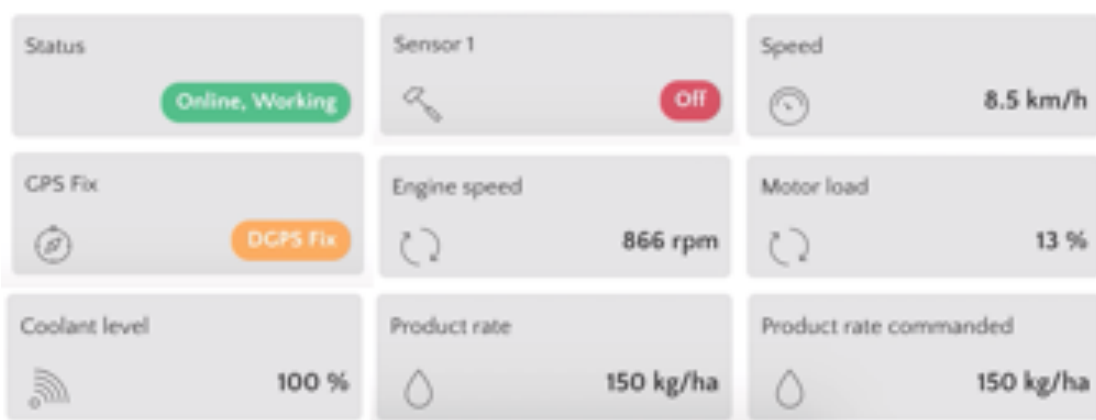 Status
Online, Working
Sensor 1
Off
Speed
8.5 km/h
GPS Fix
DGPS Fix
Engine speed
866 rpm
Motor load
13 %
Coolant level
100 %
Product rate
150 kg/ha
Product rate commanded
150 kg/ha